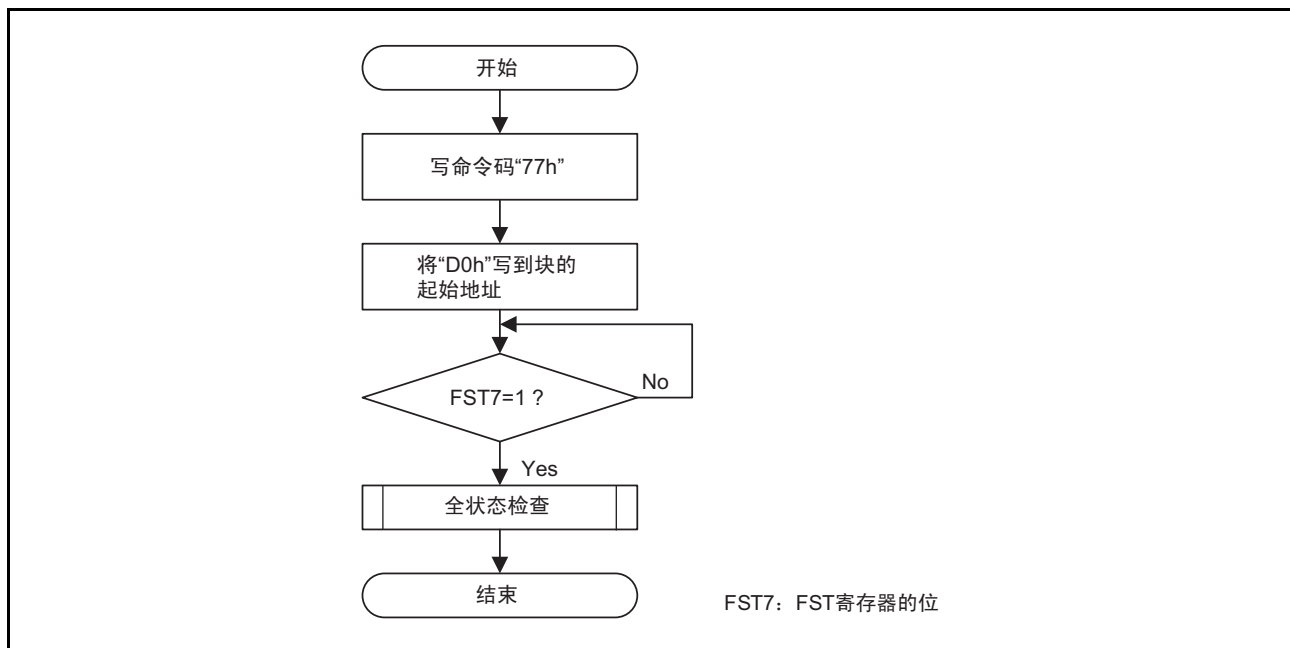 开始
写命令码“77h”
将“D0h”写到块的
起始地址
FST7=1 ?
No
Yes
全状态检查
结束
FST7：FST寄存器的位